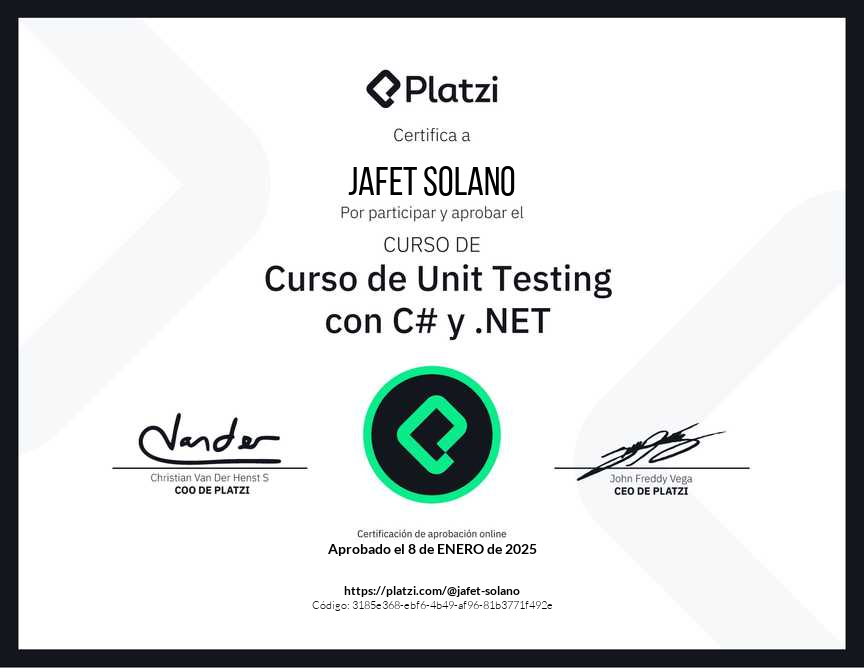 Platzi
Certifica a
JAFET SOLANO
Por participar y aprobar el
CURSO DE
Curso de Unit Testing
con C# y .NET
Vander
Christian Van Der Henst S
COO DE PLATZI
John Freddy Vega
CEO DE PLATZI
Certificación de aprobación online
Aprobado el 8 de ENERO de 2025
https://platzi.com/@jafet-solano
Código: 3185e368-ebf6-4b49-af96-81b3771f492e